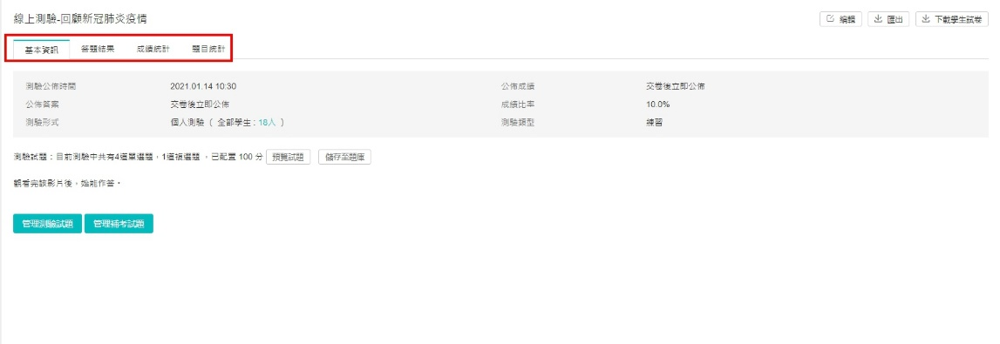 線上測驗-回顧新冠肺炎疫情
編輯 匯出 下載學生試卷
基本資訊 答題結果 成績統計 題目統計
測驗公佈時間 2021.01.14 10:30 公佈成績 交卷後立即公佈
公佈答案 交卷後立即公佈 成績比率 10.0%
測驗形式 個人測驗 ( 全部學生 : 18人 ) 測驗類型 練習
測驗試題：目前測驗中共有4道單選題，1道複選題 ，已配置 100 分 預覽試題 儲存至題庫
觀看完該影片後，始能作答。
管理測驗試題 管理補考試題